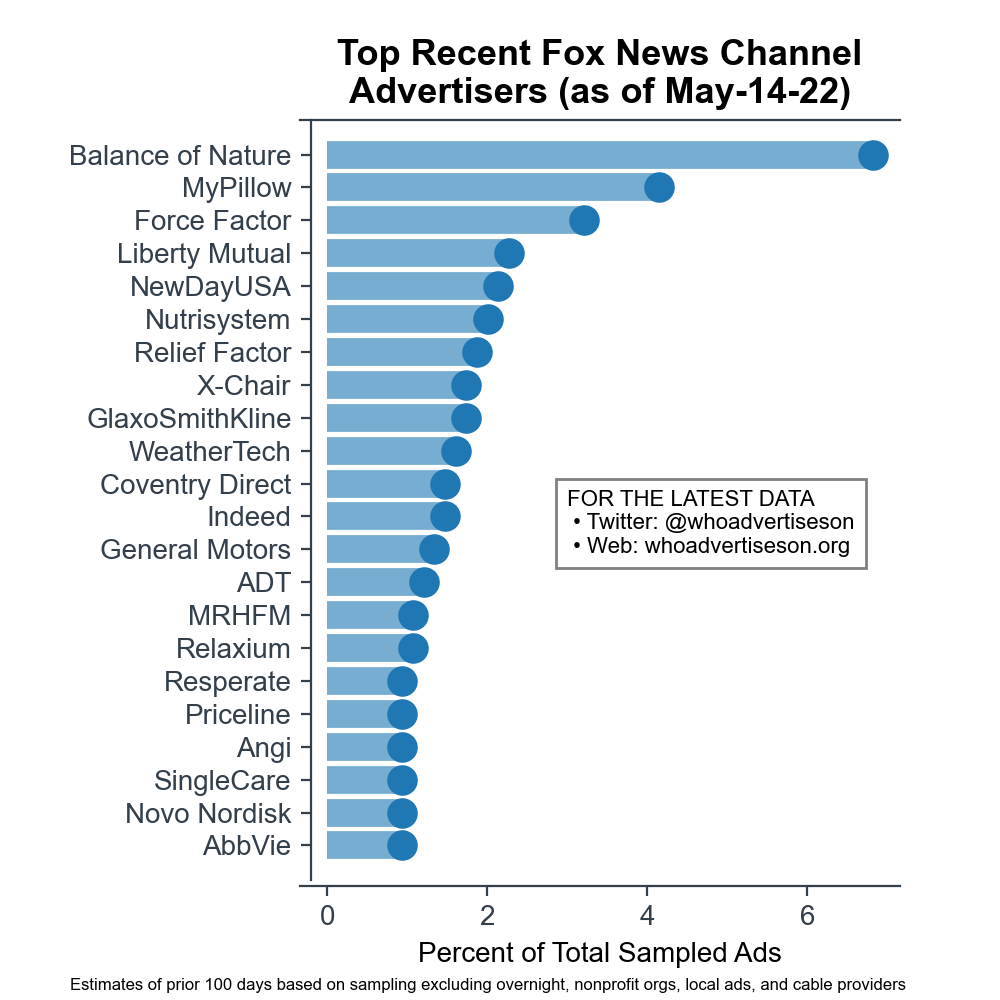 Top Recent Fox News Channel
Advertisers (as of May-14-22)
Balance of Nature
MyPillow
Force Factor
Liberty Mutual
NewDayUSA
Nutrisystem
Relief Factor
X-Chair
GlaxoSmithKline
WeatherTech
Coventry Direct
Indeed
General Motors
ADT
MRHFM
Relaxium
Resperate
Priceline
Angi
SingleCare
Novo Nordisk
AbbVie
FOR THE LATEST DATA
• Twitter: @whoadvertiseson
• Web: whoadvertiseson.org
0 2 4 6
Percent of Total Sampled Ads
Estimates of prior 100 days based on sampling excluding overnight, nonprofit orgs, local ads, and cable providers